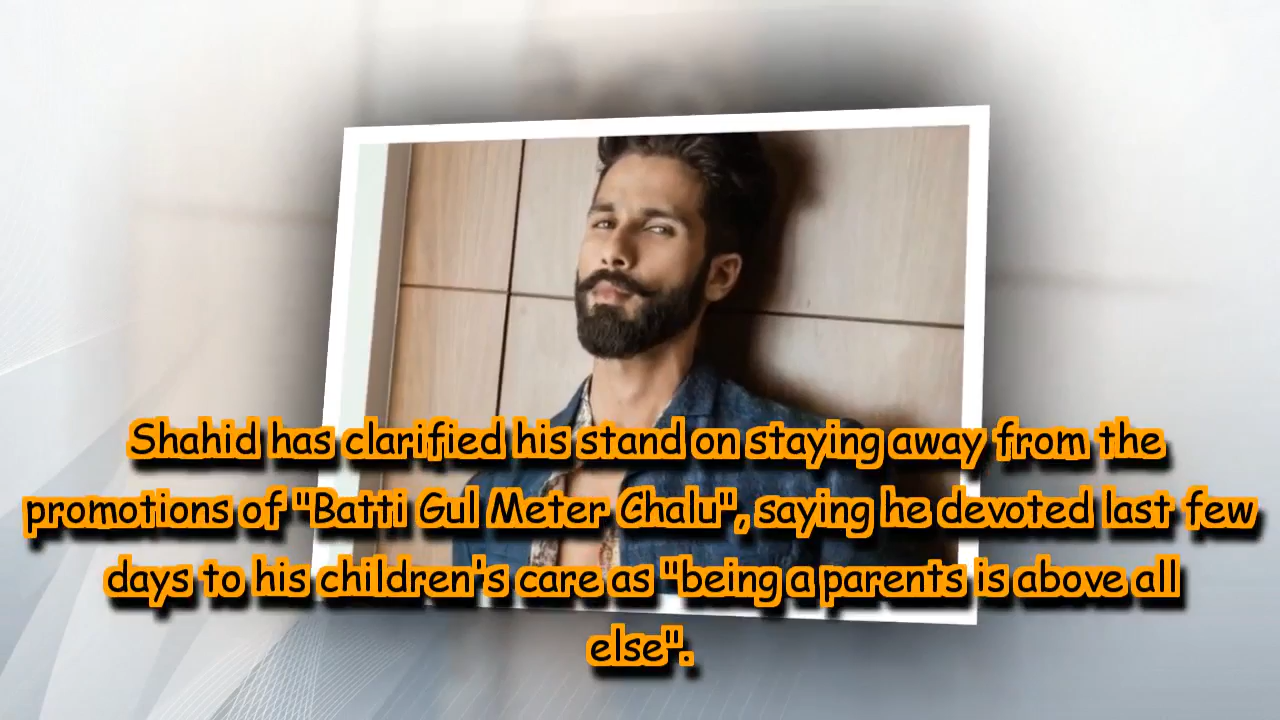 Shahid has clarified his stand on staying away from the
promotions of "Batti Gul Meter Chalu", saying he devoted last few
days to his children's care as "being a parents is above all
else".